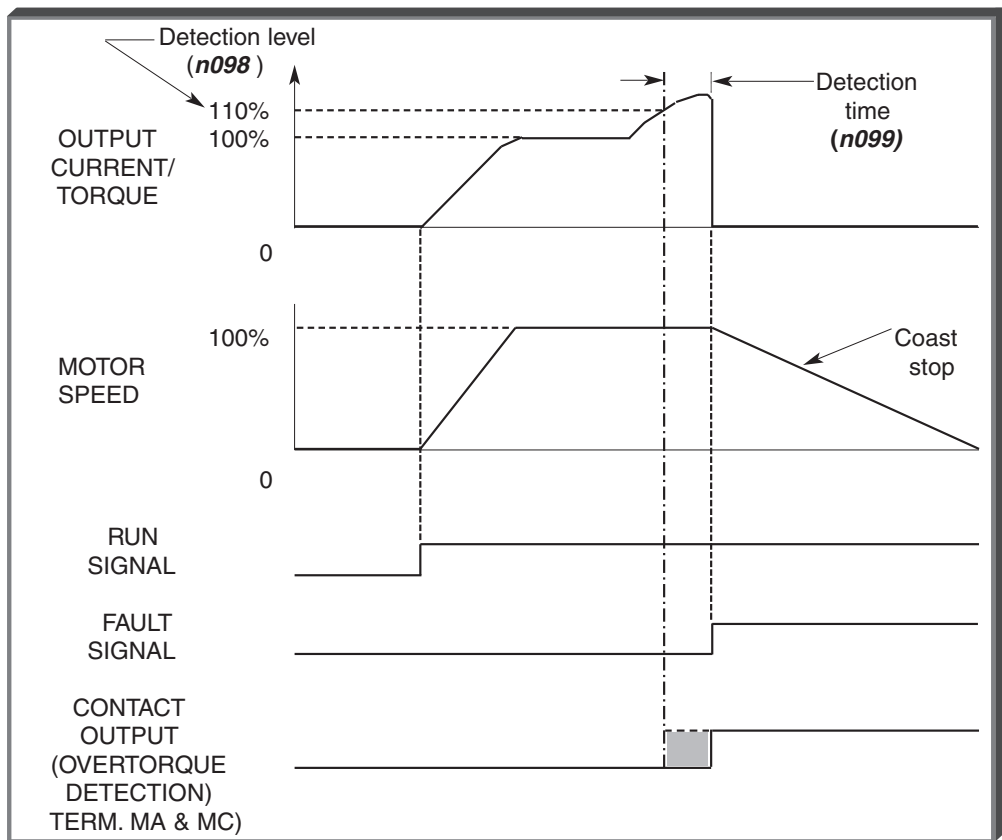 Detection level
(n098 )
110%
100%
OUTPUT
CURRENT/
TORQUE
0
Detection
time
(n099)
100%
MOTOR
SPEED
0
Coast
stop
RUN
SIGNAL
FAULT
SIGNAL
CONTACT
OUTPUT
(OVERTORQUE
DETECTION)
TERM. MA & MC)